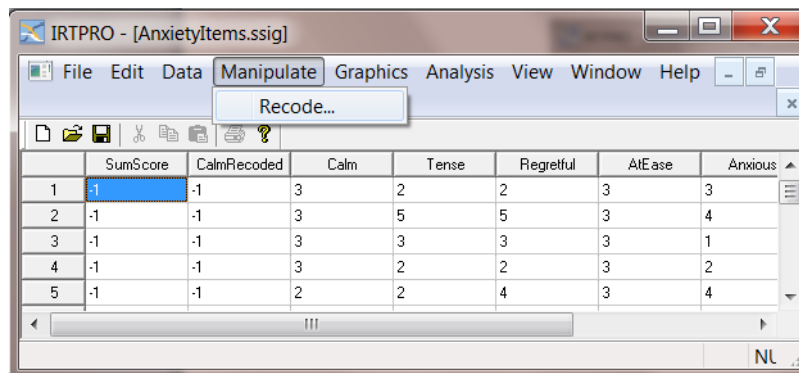 IRTPRO - [AnxietyItems.ssig]
File Edit Data Manipulate Graphics Analysis View Window Help
Recode...
SumScore CalmRecoded Calm Tense Regretful AtEase Anxious
1 -1 -1 3 2 2 3 3
2 -1 -1 3 5 5 3 4
3 -1 -1 3 3 3 3 1
4 -1 -1 3 2 2 3 2
5 -1 -1 2 2 4 3 4